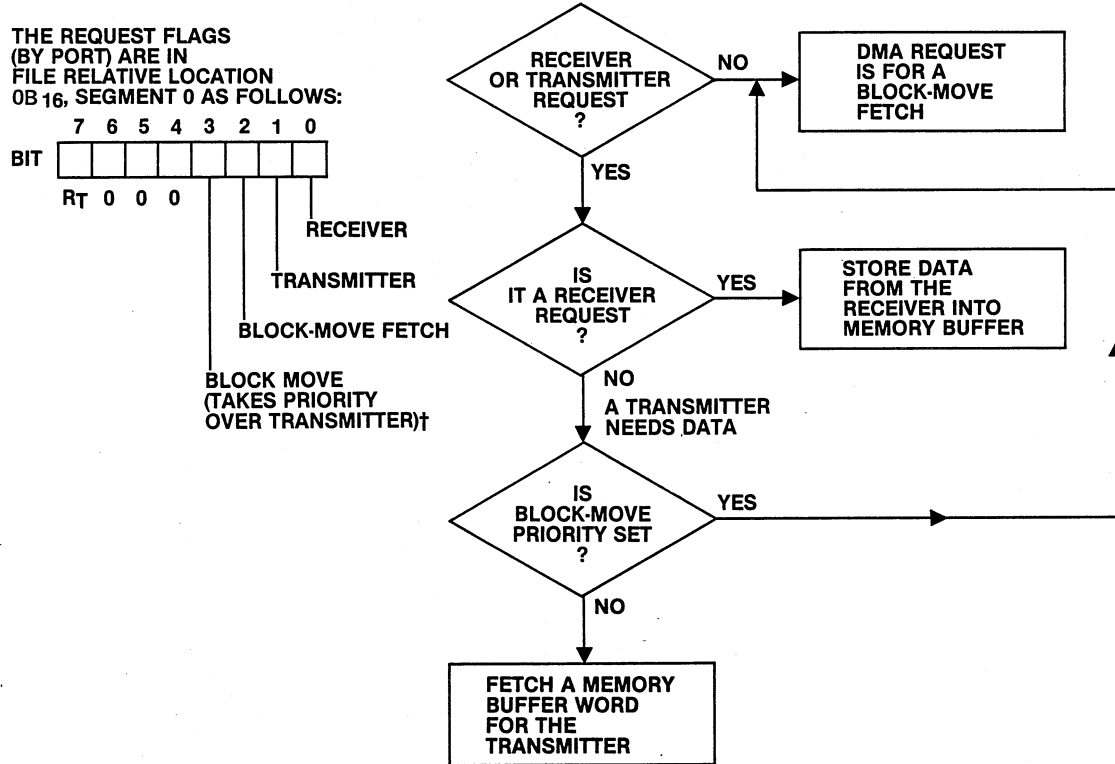 THE REQUEST FLAGS
(BY PORT) ARE IN
FILE RELATIVE LOCATION
0B 16, SEGMENT 0 AS FOLLOWS:
7 6 5 4 3 2 1 0
BIT
RT 0 0 0
RECEIVER
TRANSMITTER
BLOCK-MOVE FETCH
BLOCK MOVE
(TAKES PRIORITY
OVER TRANSMITTER)†
RECEIVER
OR TRANSMITTER
REQUEST
?
NO
DMA REQUEST
IS FOR A
BLOCK-MOVE
FETCH
YES
IS
IT A RECEIVER
REQUEST
?
YES
STORE DATA
FROM THE
RECEIVER INTO
MEMORY BUFFER
NO
A TRANSMITTER
NEEDS DATA
IS
BLOCK-MOVE
PRIORITY SET
?
YES
NO
FETCH A MEMORY
BUFFER WORD
FOR THE
TRANSMITTER